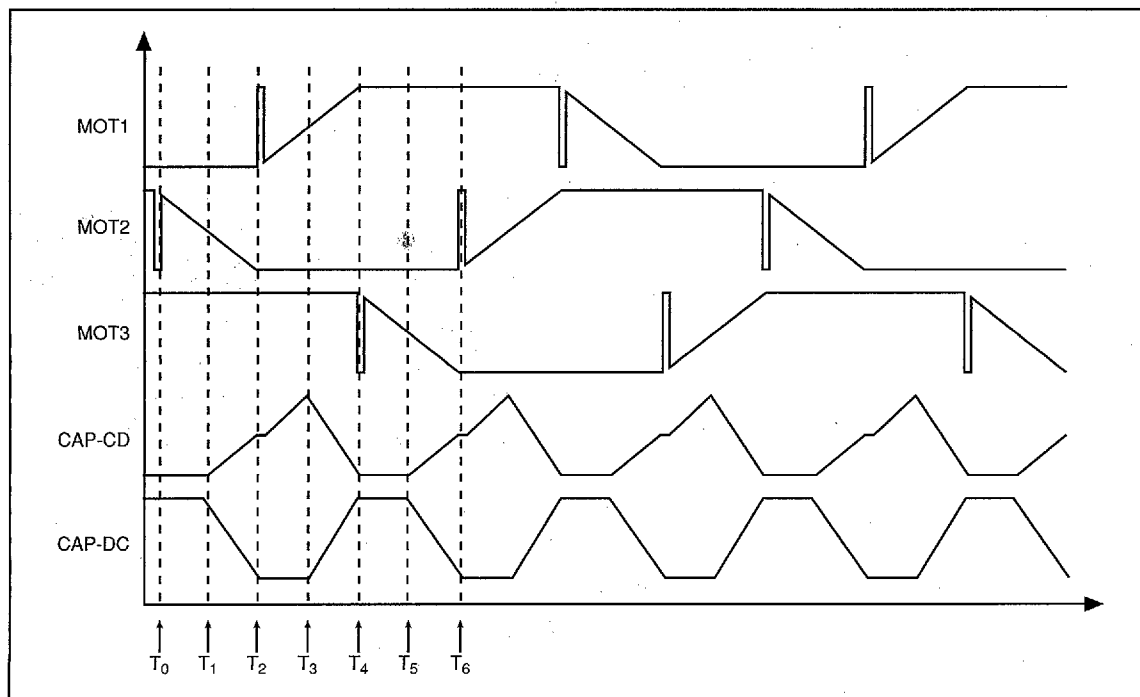 MOT1
MOT2
MOT3
CAP-CD
CAP-DC
T₀ T₁ T₂ T₃ T₄ T₅ T₆